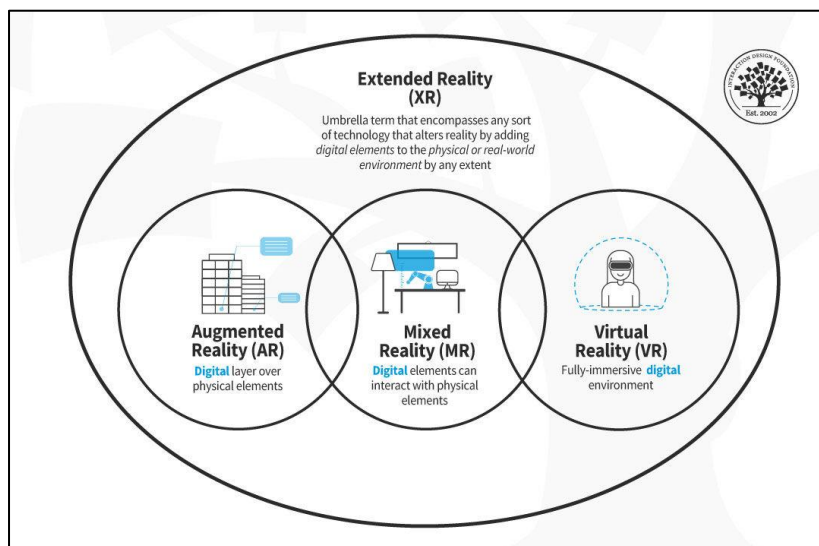 Extended Reality
(XR)
Umbrella term that encompasses any sort
of technology that alters reality by adding
digital elements to the physical or real-world
environment by any extent
INTERACTION DESIGN FOUNDATION
Est. 2002
Augmented
Reality (AR)
Digital layer over
physical elements
Mixed
Reality (MR)
Digital elements can
interact with physical
elements
Virtual
Reality (VR)
Fully-immersive digital
environment